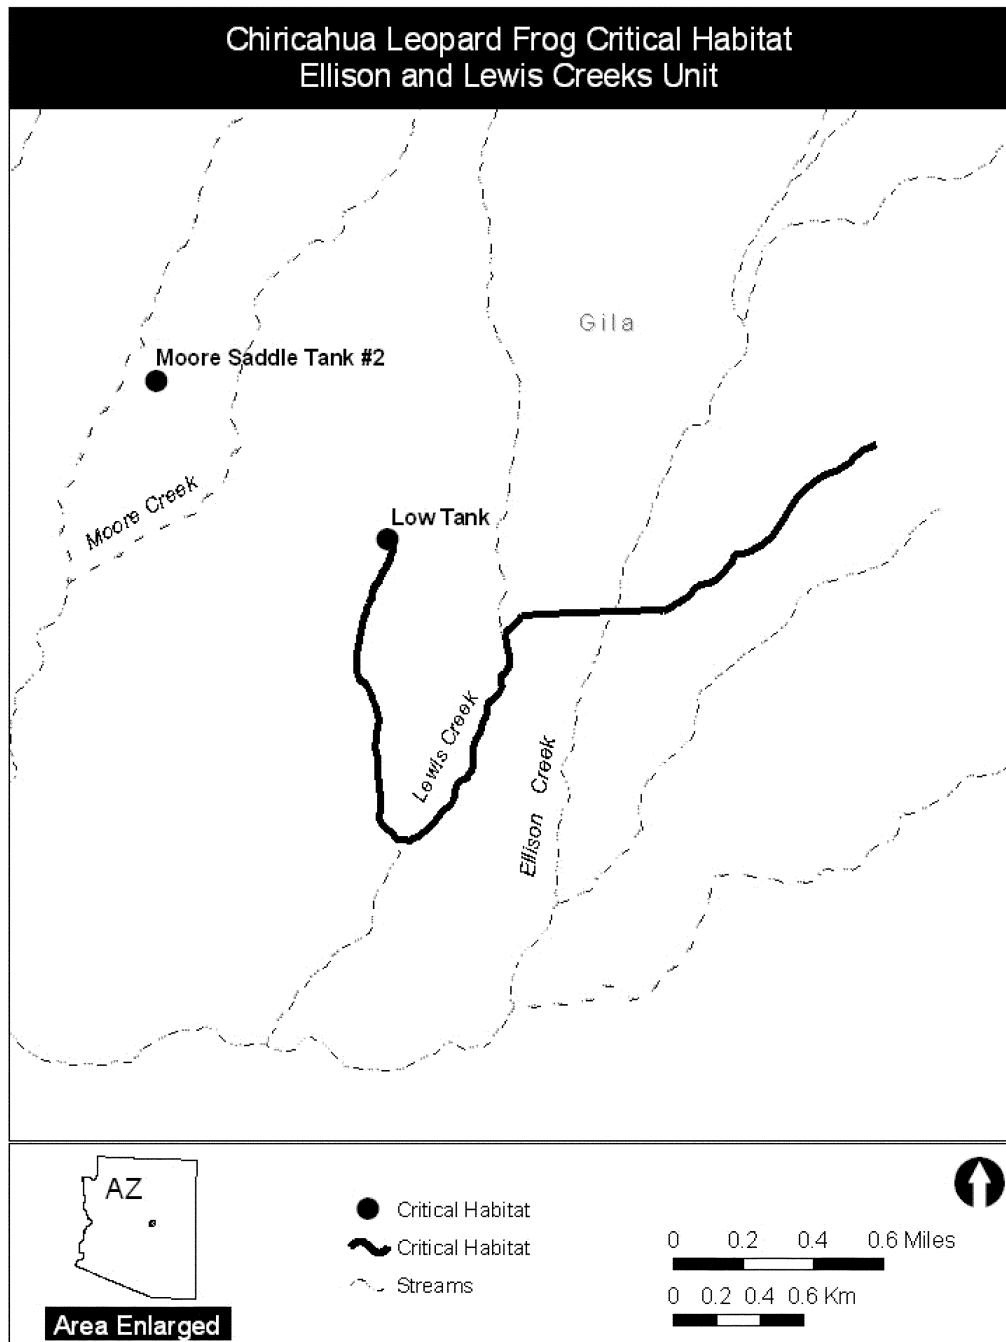 Chiricahua Leopard Frog Critical Habitat
Ellison and Lewis Creeks Unit
Gila
Moore Saddle Tank #2
Moore Creek
Low Tank
Lewis Creek
Ellison Creek
AZ
Area Enlarged
Critical Habitat
Critical Habitat
Streams
0 0.2 0.4 0.6 Miles
0 0.2 0.4 0.6 Km